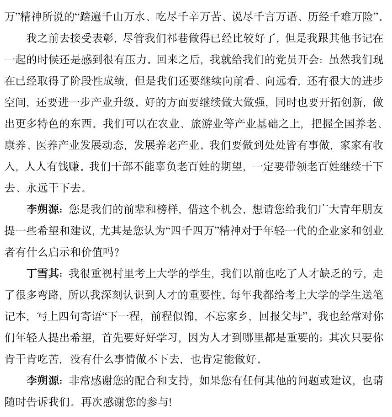 万”精神所说的“踏遍千山万水、吃尽千辛万苦、说尽千言万语、历经千难万险”。
我之前去接受表彰，尽管我们祁巷做得已经比较好了，但是我跟其他书记在
一起的时候还是感到很有压力。回来之后，我就给我们的党员开会：虽然我们现
在已经取得了阶段性成绩，但是我们还要继续向前看、向远看，还有很大的进步
空间，还要进一步产业升级。好的方面要继续做大做强，同时也要开拓创新，做
出更多特色的东西。我们可以在农业、旅游业等产业基础之上，把握全国养老、
康养、医养产业发展动态，发展养老产业。我们要做到处处皆有事做，家家有收
入，人人有钱赚。我们干部不能辜负老百姓的期望，一定要带领老百姓继续干下
去、永远干下去。
李朔源：您是我们的前辈和榜样，借这个机会，想请您给我们广大青年朋友
提一些希望和建议，尤其是您认为“四千四万”精神对于年轻一代的企业家和创业
者有什么启示和价值吗？
丁雪其：我很重视村里考上大学的学生，我们以前也吃了人才缺乏的亏，走
了很多弯路，所以我深刻认识到人才的重要性。每年我都给考上大学的学生送笔
记本，写上四句寄语“下一程，前程似锦，不忘家乡，回报父母”。我也经常对你
们年轻人提出希望，首先要好好学习，因为人才到哪里都是重要的；其次只要你
肯干肯吃苦，没有什么事情做不下去，也肯定能做好。
李朔源：非常感谢您的配合和支持，如果您有任何其他的问题或建议，也请
随时告诉我们。再次感谢您的参与！